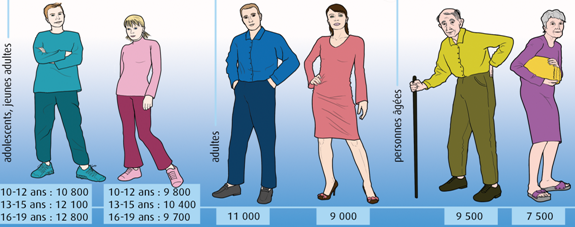 adolescents, jeunes adultes
10-12 ans : 10 800
13-15 ans : 12 100
16-19 ans : 12 800
10-12 ans : 9 800
13-15 ans : 10 400
16-19 ans : 9 700
adultes
11 000
9 000
personnes âgées
9 500
7 500